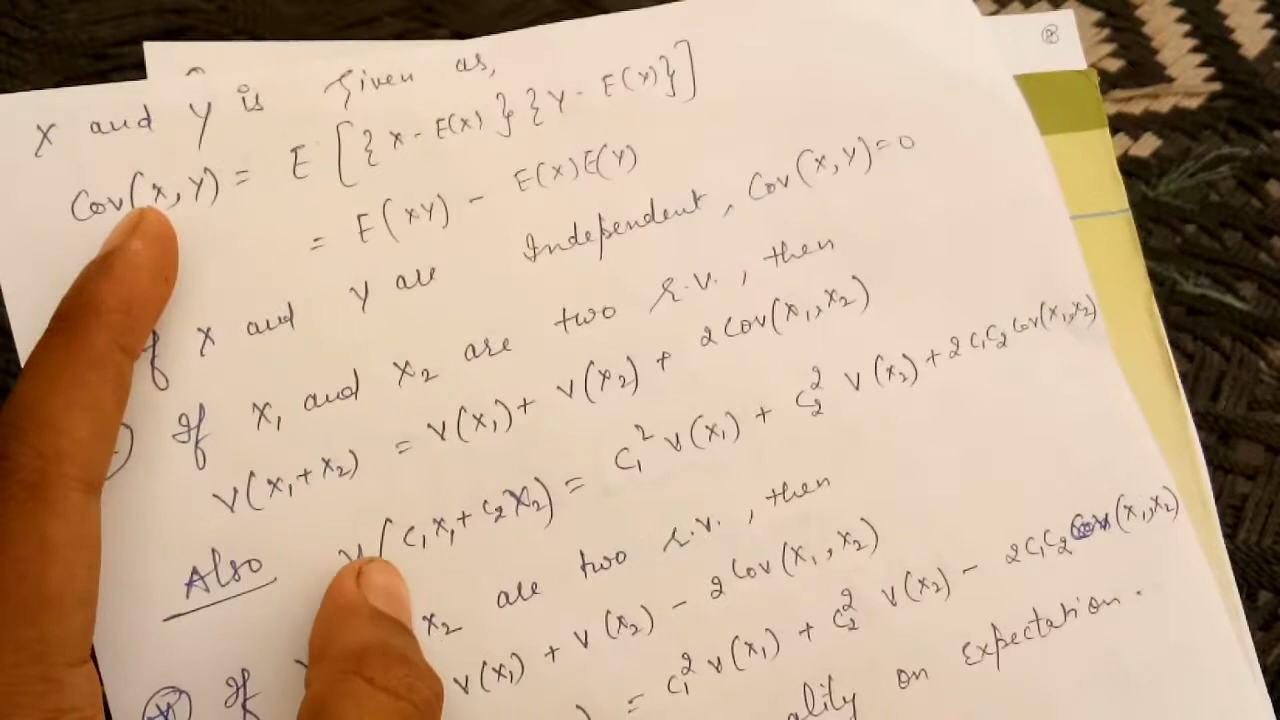 X and Y is given as,
Cov(X, Y) = E [{X - E(X)}{Y - E(Y)}]
= E(XY) - E(X)E(Y)
If X and Y are Independent, Cov(X, Y) = 0
If X₁ and X₂ are two r.v., then
V(X₁+X₂) = V(X₁) + V(X₂) + 2 Cov(X₁, X₂)
Also V(C₁X₁ + C₂X₂) = C₁² V(X₁) + C₂² V(X₂) + 2 C₁C₂ Cov(X₁,X₂)
If X₂ are two r.v., then
V(X₁) + V(X₂) - 2 Cov(X₁, X₂)
) = C₁² V(X₁) + C₂² V(X₂) - 2C₁C₂ Cov(X₁,X₂)
ality on Expectation.